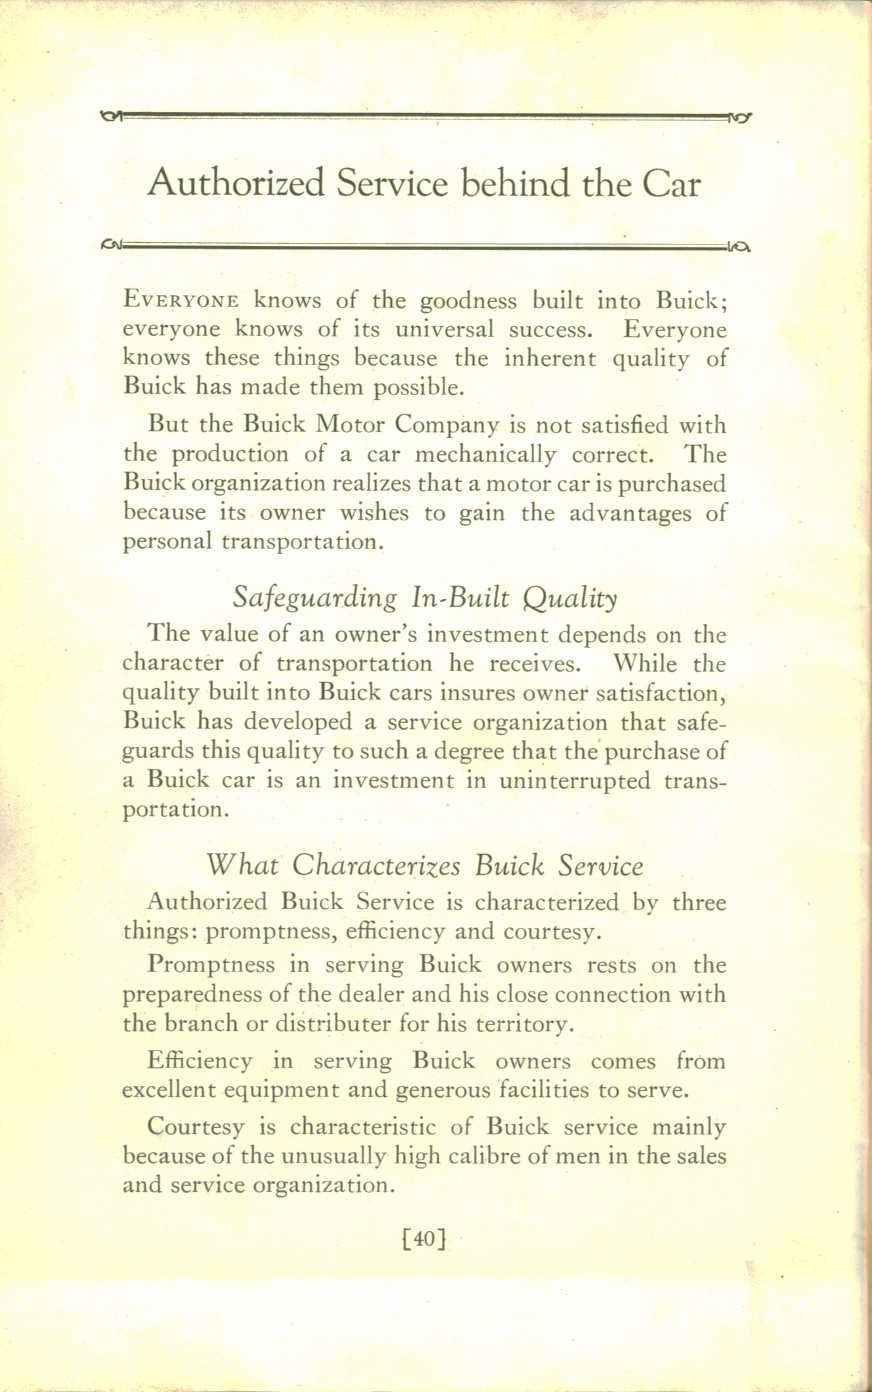 Authorized Service behind the Car
EVERYONE knows of the goodness built into Buick;
everyone knows of its universal success. Everyone
knows these things because the inherent quality of
Buick has made them possible.
But the Buick Motor Company is not satisfied with
the production of a car mechanically correct. The
Buick organization realizes that a motor car is purchased
because its owner wishes to gain the advantages of
personal transportation.
Safeguarding In-Built Quality
The value of an owner's investment depends on the
character of transportation he receives. While the
quality built into Buick cars insures owner satisfaction,
Buick has developed a service organization that safe-
guards this quality to such a degree that the purchase of
a Buick car is an investment in uninterrupted trans-
portation.
What Characterizes Buick Service
Authorized Buick Service is characterized by three
things: promptness, efficiency and courtesy.
Promptness in serving Buick owners rests on the
preparedness of the dealer and his close connection with
the branch or distributer for his territory.
Efficiency in serving Buick owners comes from
excellent equipment and generous facilities to serve.
Courtesy is characteristic of Buick service mainly
because of the unusually high calibre of men in the sales
and service organization.
[40]